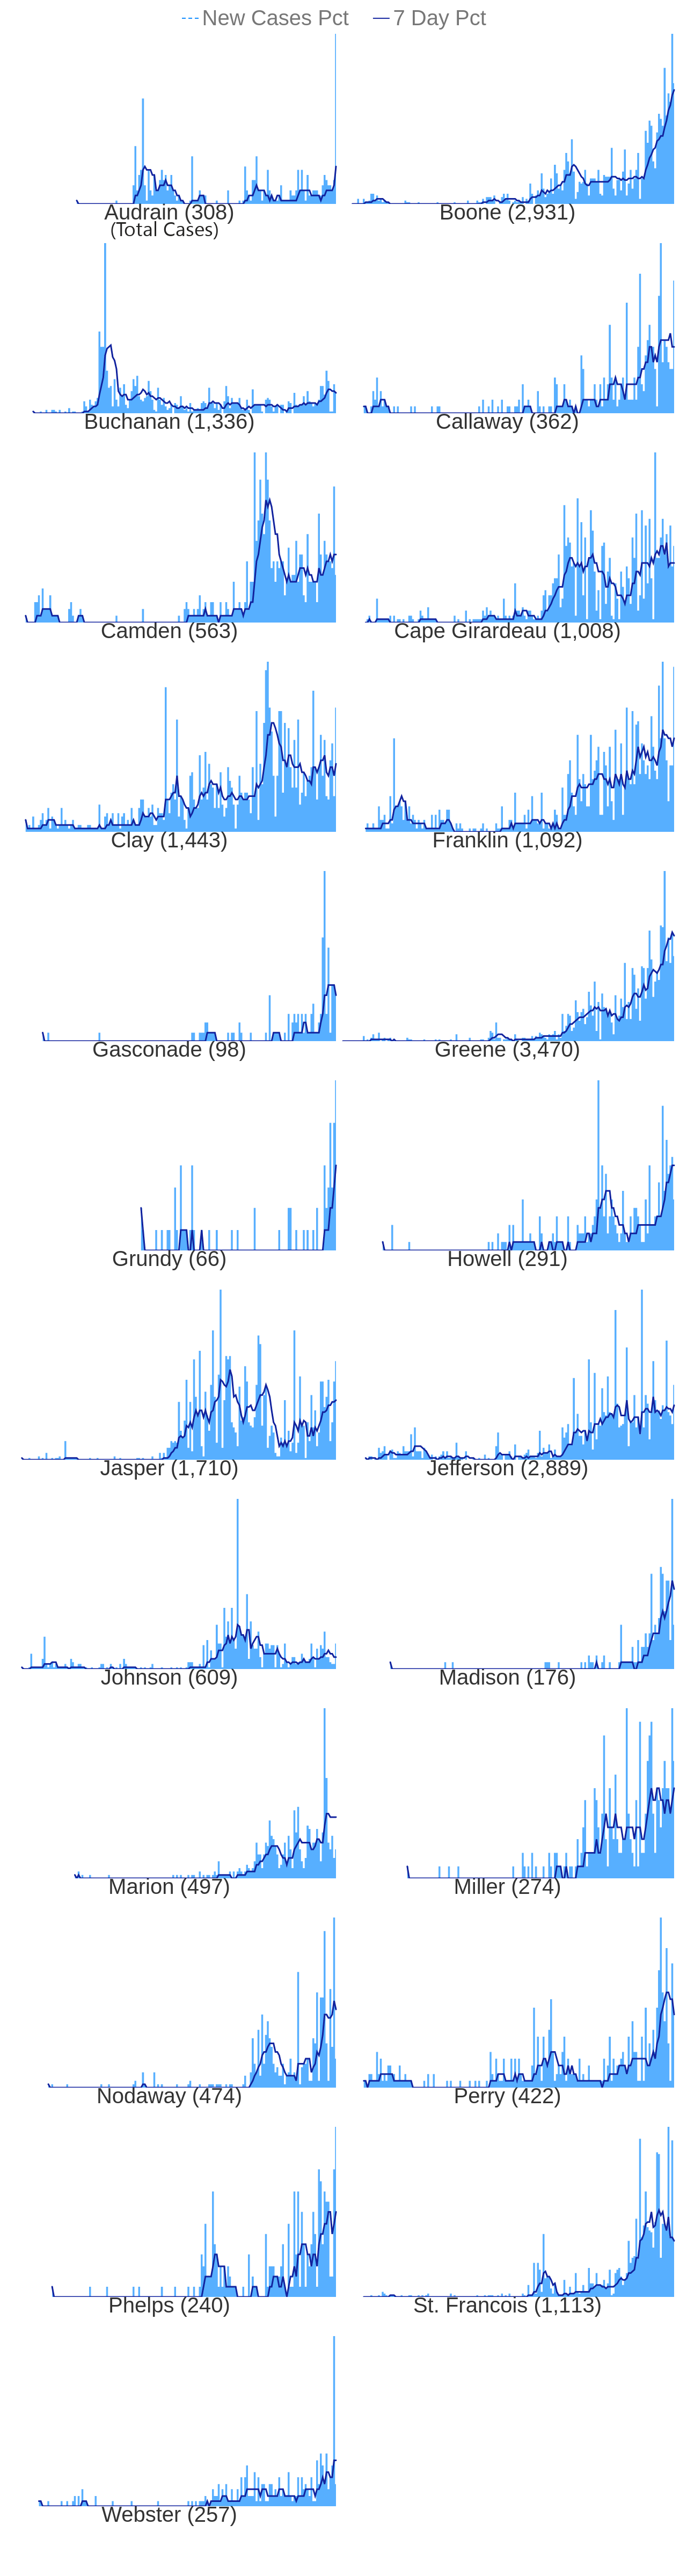 New Cases Pct 7 Day Pct
Audrain (308) Boone (2,931)
(Total Cases)
Buchanan (1,336) Callaway (362)
Camden (563) Cape Girardeau (1,008)
Clay (1,443) Franklin (1,092)
Gasconade (98) Greene (3,470)
Grundy (66) Howell (291)
Jasper (1,710) Jefferson (2,889)
Johnson (609) Madison (176)
Marion (497) Miller (274)
Nodaway (474) Perry (422)
Phelps (240) St. Francois (1,113)
Webster (257)